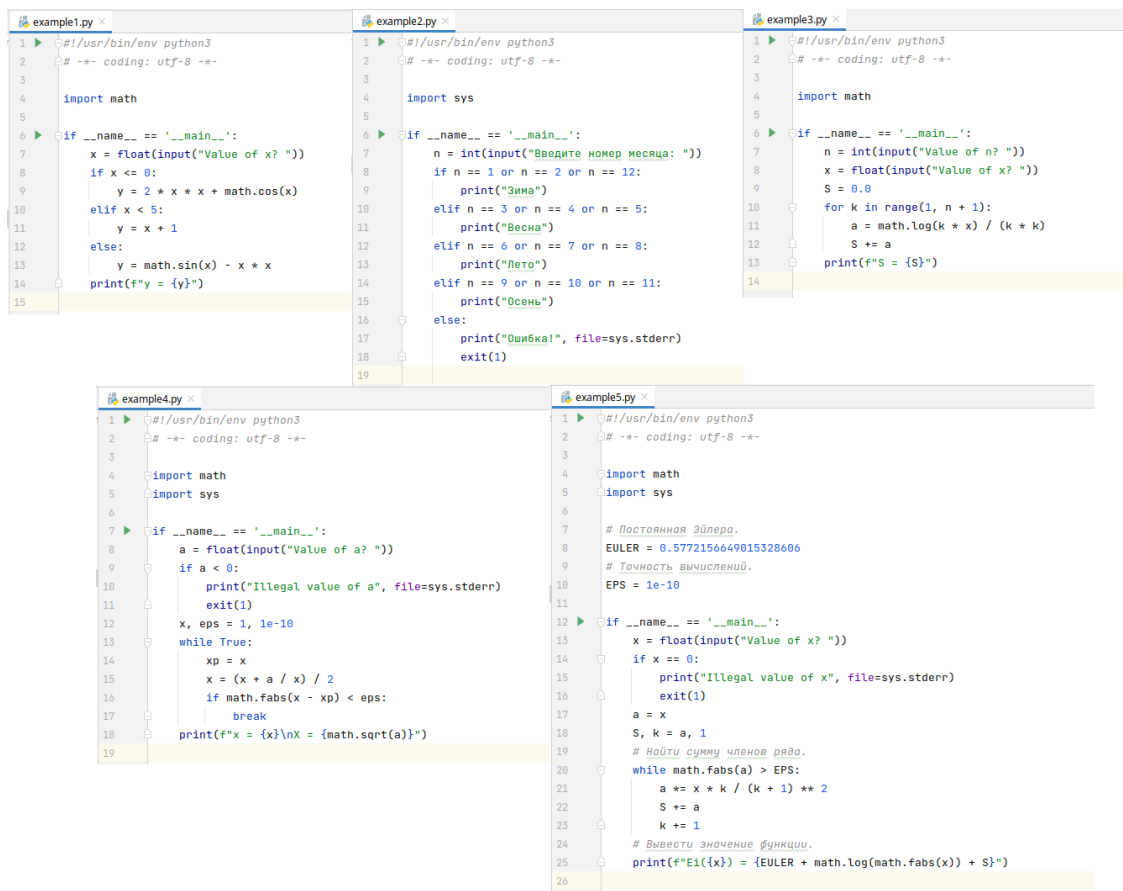 example1.py
1 #!/usr/bin/env python3
2 # -*- coding: utf-8 -*-
3
4 import math
5
6 if __name__ == '__main__':
7     x = float(input("Value of x? "))
8     if x <= 0:
9         y = 2 * x * x + math.cos(x)
10     elif x < 5:
11         y = x + 1
12     else:
13         y = math.sin(x) - x * x
14     print(f"y = {y}")
15
example2.py
1 #!/usr/bin/env python3
2 # -*- coding: utf-8 -*-
3
4 import sys
5
6 if __name__ == '__main__':
7     n = int(input("Введите номер месяца: "))
8     if n == 1 or n == 2 or n == 12:
9         print("Зима")
10     elif n == 3 or n == 4 or n == 5:
11         print("Весна")
12     elif n == 6 or n == 7 or n == 8:
13         print("Лето")
14     elif n == 9 or n == 10 or n == 11:
15         print("Осень")
16     else:
17         print("Ошибка!", file=sys.stderr)
18         exit(1)
19
example3.py
1 #!/usr/bin/env python3
2 # -*- coding: utf-8 -*-
3
4 import math
5
6 if __name__ == '__main__':
7     n = int(input("Value of n? "))
8     x = float(input("Value of x? "))
9     S = 0.0
10     for k in range(1, n + 1):
11         a = math.log(k * x) / (k * k)
12         S += a
13     print(f"S = {S}")
14
example4.py
1 #!/usr/bin/env python3
2 # -*- coding: utf-8 -*-
3
4 import math
5 import sys
6
7 if __name__ == '__main__':
8     a = float(input("Value of a? "))
9     if a < 0:
10         print("Illegal value of a", file=sys.stderr)
11         exit(1)
12     x, eps = 1, 1e-10
13     while True:
14         xp = x
15         x = (x + a / x) / 2
16         if math.fabs(x - xp) < eps:
17             break
18     print(f"x = {x}\nX = {math.sqrt(a)}")
19
example5.py
1 #!/usr/bin/env python3
2 # -*- coding: utf-8 -*-
3
4 import math
5 import sys
6
7 # Постоянная Эйлера.
8 EULER = 0.5772156649015328606
9 # Точность вычислений.
10 EPS = 1e-10
11
12 if __name__ == '__main__':
13     x = float(input("Value of x? "))
14     if x == 0:
15         print("Illegal value of x", file=sys.stderr)
16         exit(1)
17     a = x
18     S, k = a, 1
19     # Найти сумму членов ряда.
20     while math.fabs(a) > EPS:
21         a *= x * k / (k + 1) ** 2
22         S += a
23         k += 1
24     # Вывести значение функции.
25     print(f"Ei({x}) = {EULER + math.log(math.fabs(x)) + S}")
26